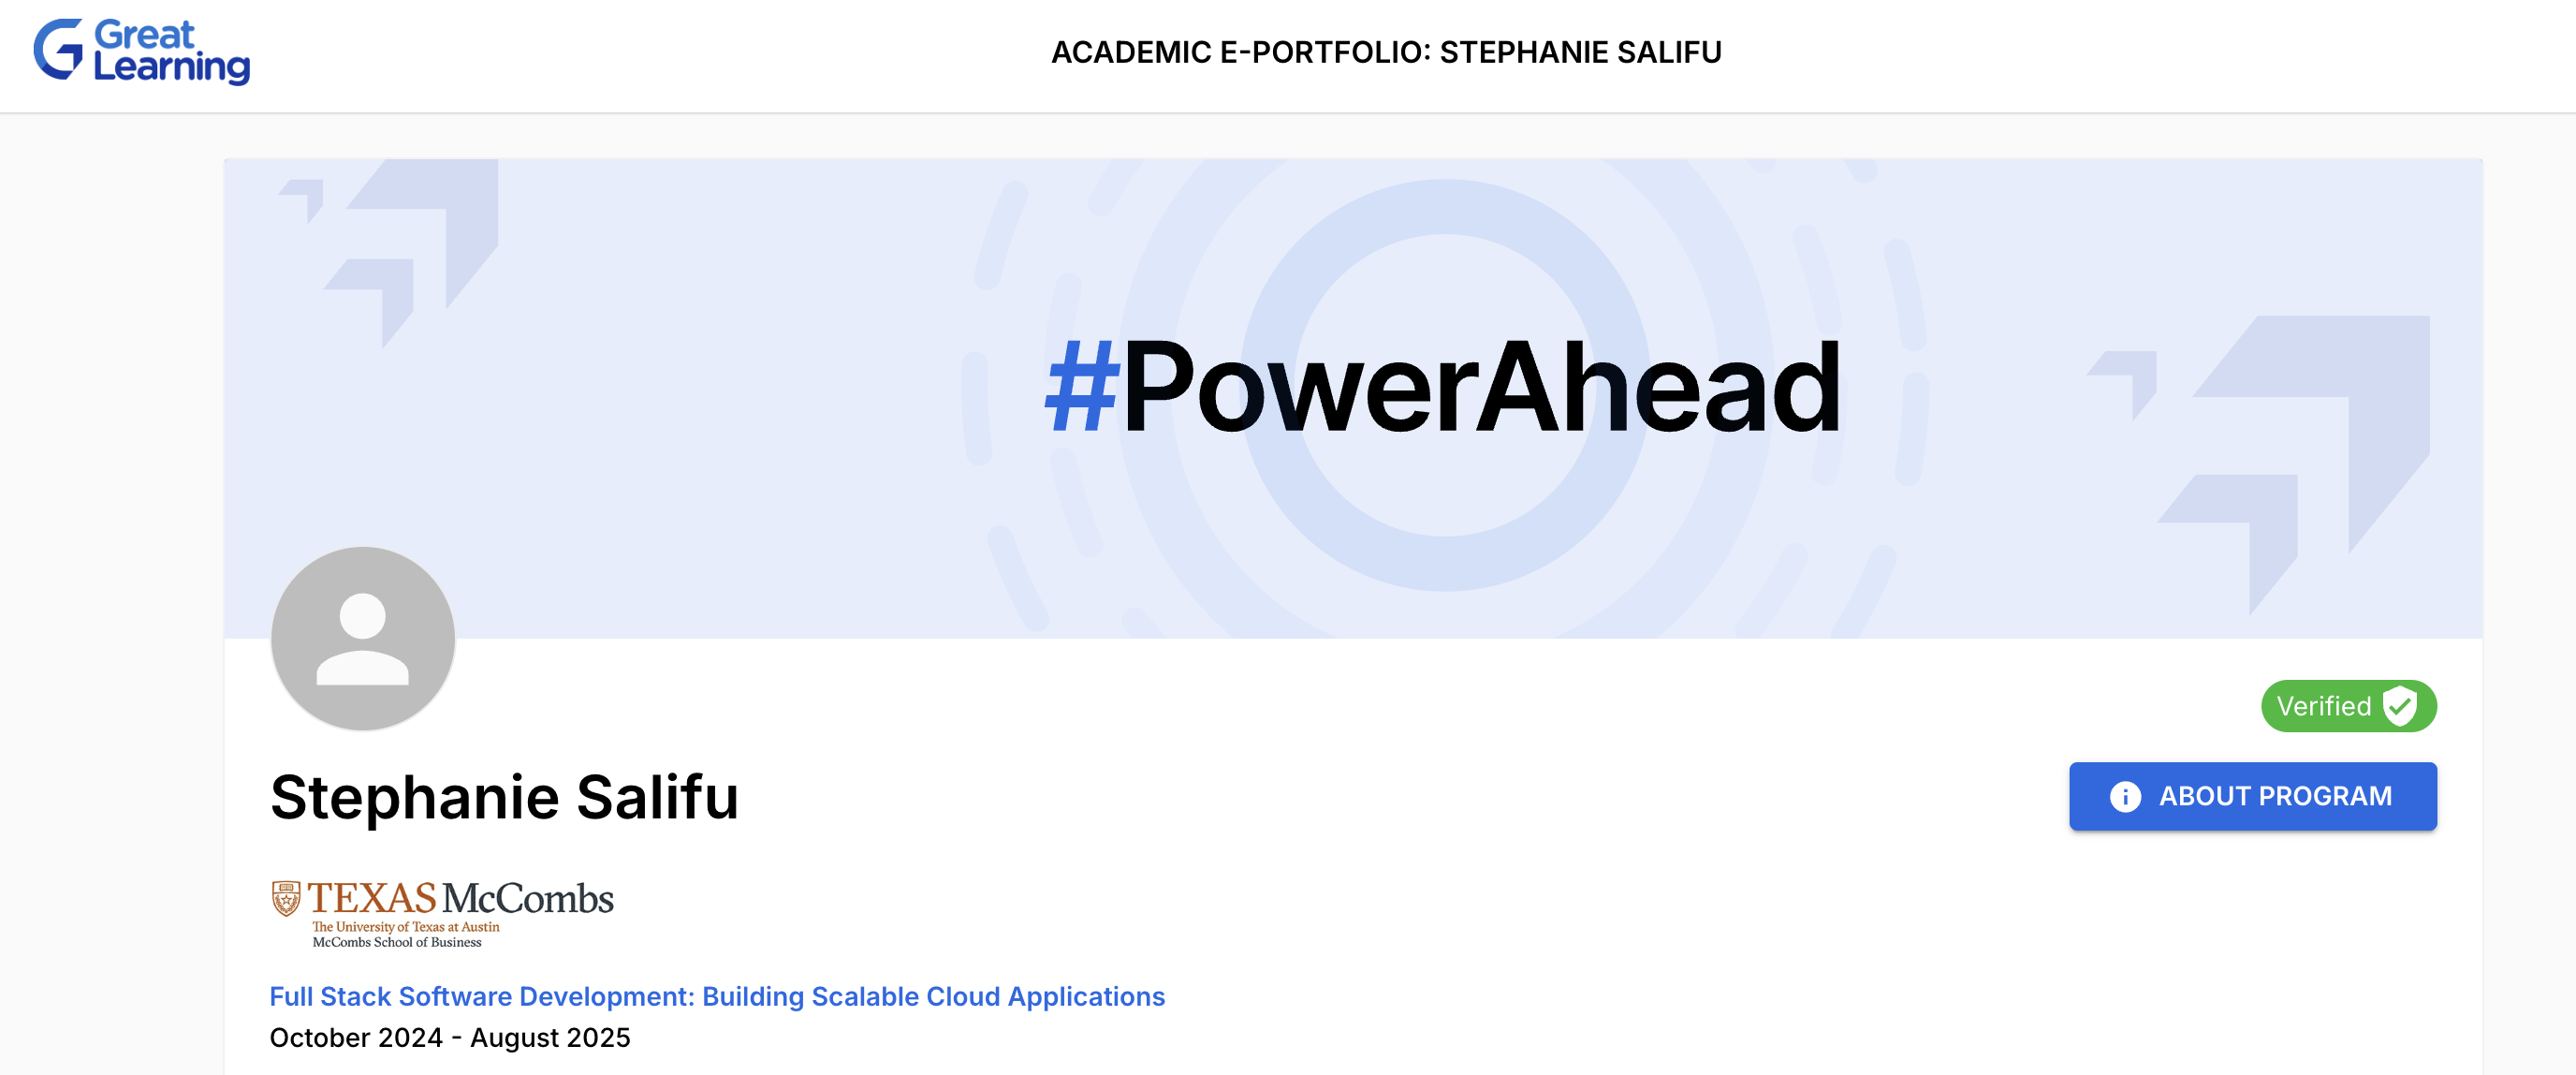 Great
Learning
ACADEMIC E-PORTFOLIO: STEPHANIE SALIFU
#PowerAhead
Verified
Stephanie Salifu
ABOUT PROGRAM
TEXAS McCombs
The University of Texas at Austin
McCombs School of Business
Full Stack Software Development: Building Scalable Cloud Applications
October 2024 - August 2025